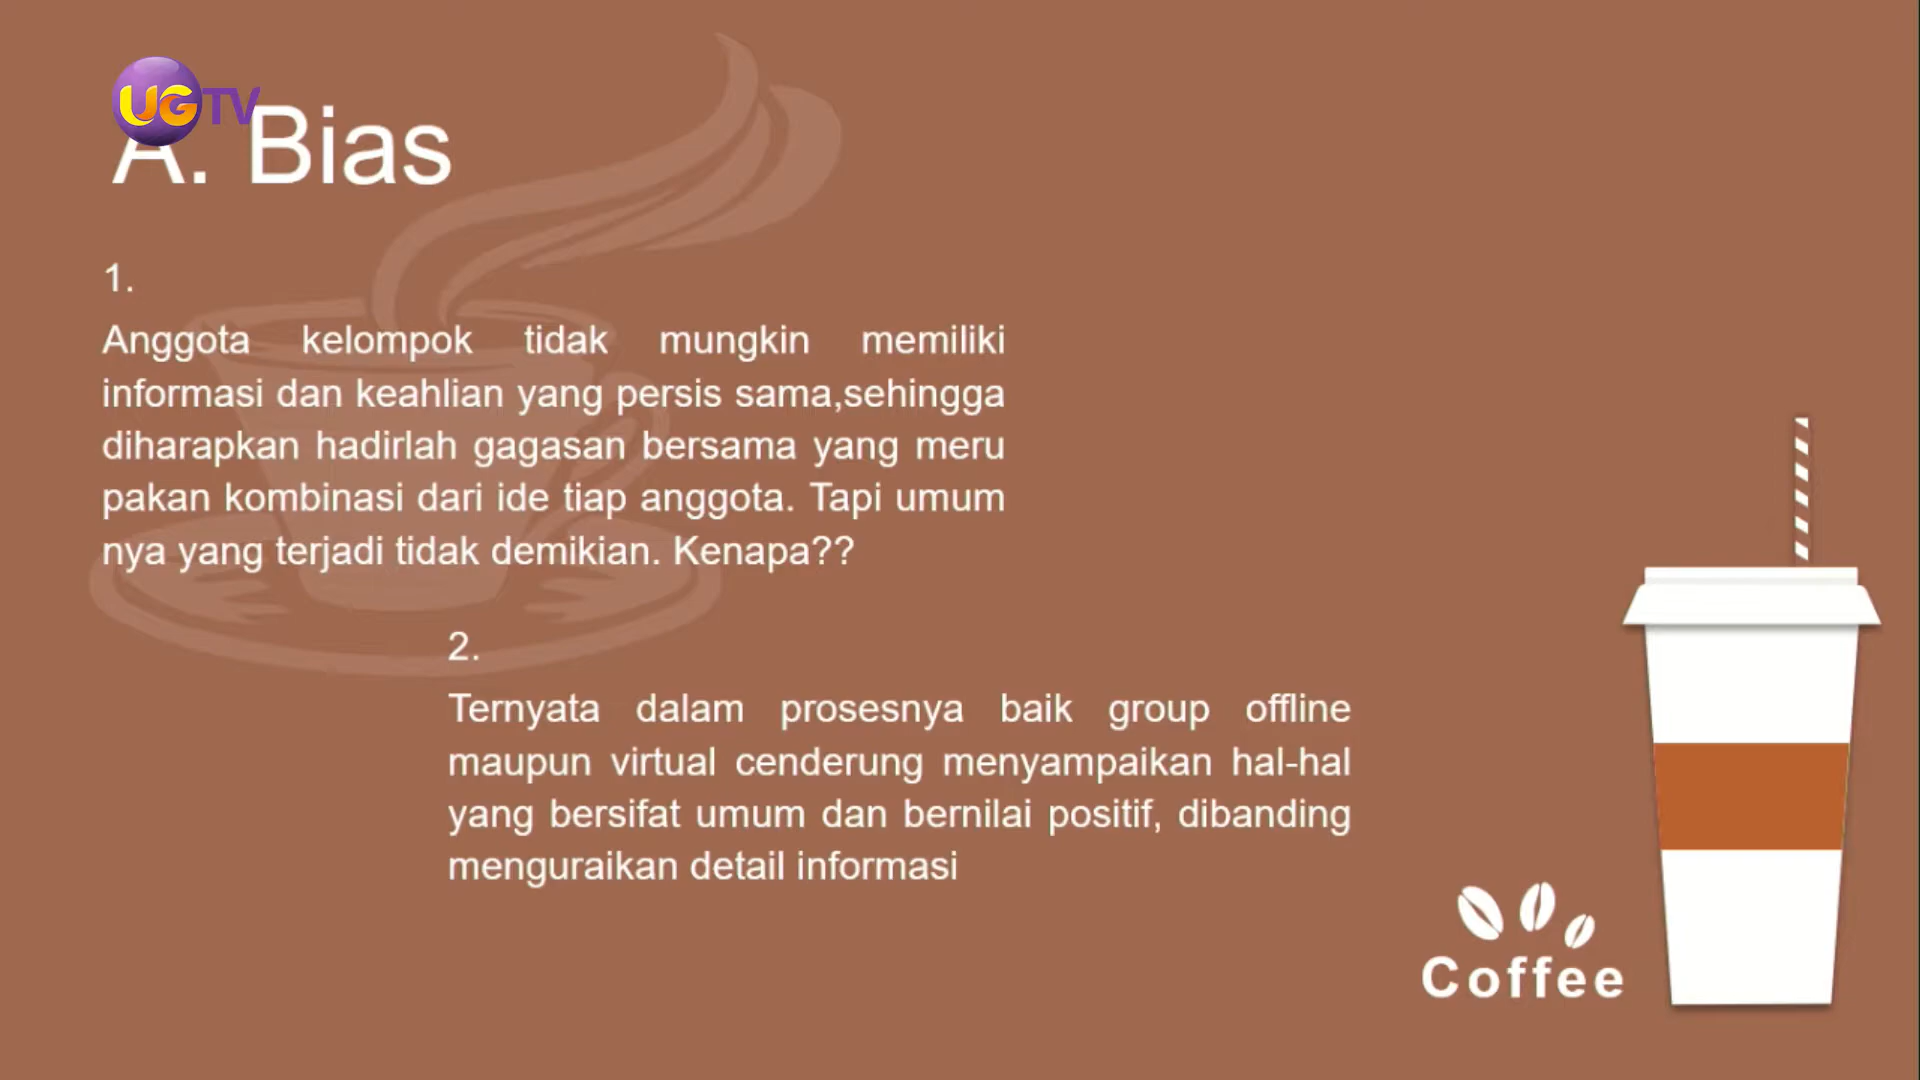 UGTV
A. Bias
1.
Anggota kelompok tidak mungkin memiliki
informasi dan keahlian yang persis sama,sehingga
diharapkan hadirlah gagasan bersama yang meru
pakan kombinasi dari ide tiap anggota. Tapi umum
nya yang terjadi tidak demikian. Kenapa??
2.
Ternyata dalam prosesnya baik group offline
maupun virtual cenderung menyampaikan hal-hal
yang bersifat umum dan bernilai positif, dibanding
menguraikan detail informasi
Coffee